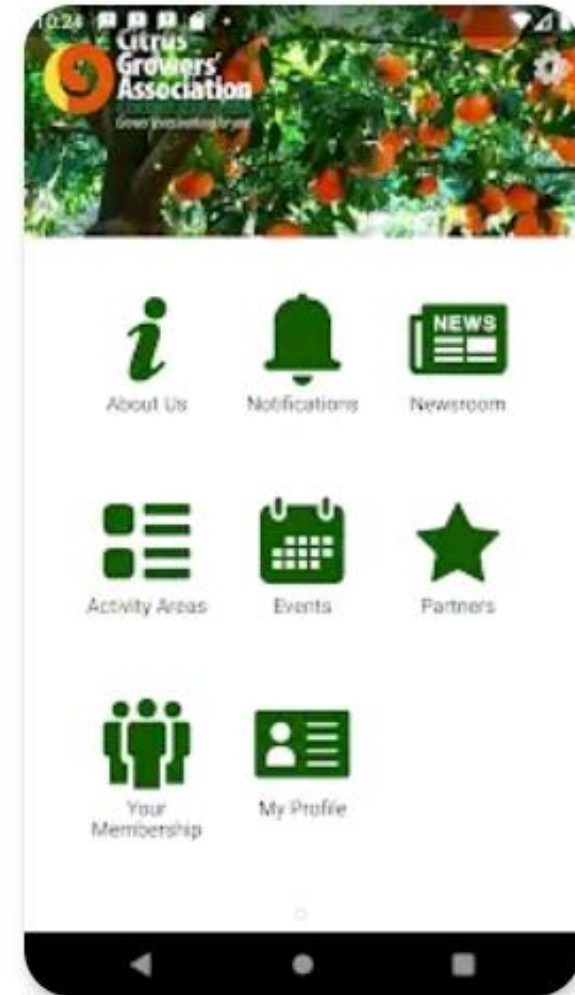 10:24
Citrus
Growers'
Association
About Us
Notifications
NEWS
Newsroom
Activity Areas
Events
Partners
Your
Membership
My Profile